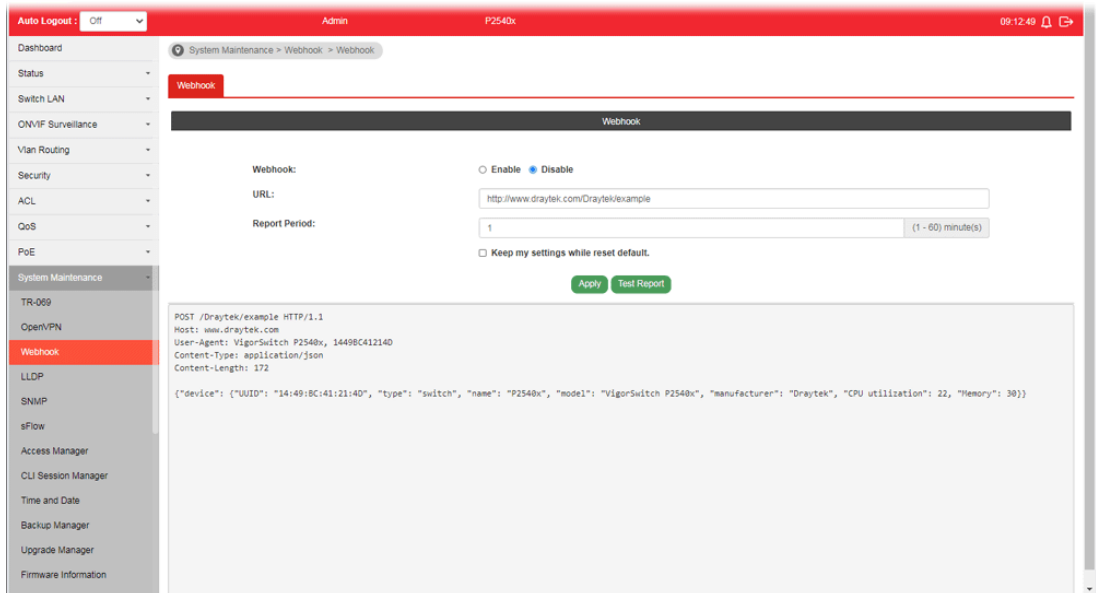 Auto Logout : Off Admin P2540x 09:12:49
Dashboard
Status
Switch LAN
ONVIF Surveillance
Vlan Routing
Security
ACL
QoS
PoE
System Maintenance
TR-069
OpenVPN
Webhook
LLDP
SNMP
sFlow
Access Manager
CLI Session Manager
Time and Date
Backup Manager
Upgrade Manager
Firmware Information
System Maintenance > Webhook > Webhook
Webhook
Webhook
Webhook: Enable Disable
URL: http://www.draytek.com/Draytek/example
Report Period: 1 (1 - 60) minute(s)
Keep my settings while reset default.
Apply Test Report
POST /Draytek/example HTTP/1.1
Host: www.draytek.com
User-Agent: VigorSwitch P2540x, 1449BC41214D
Content-Type: application/json
Content-Length: 172
{"device": {"UUID": "14:49:BC:41:21:4D", "type": "switch", "name": "P2540x", "model": "VigorSwitch P2540x", "manufacturer": "Draytek", "CPU utilization": 22, "Memory": 30}}